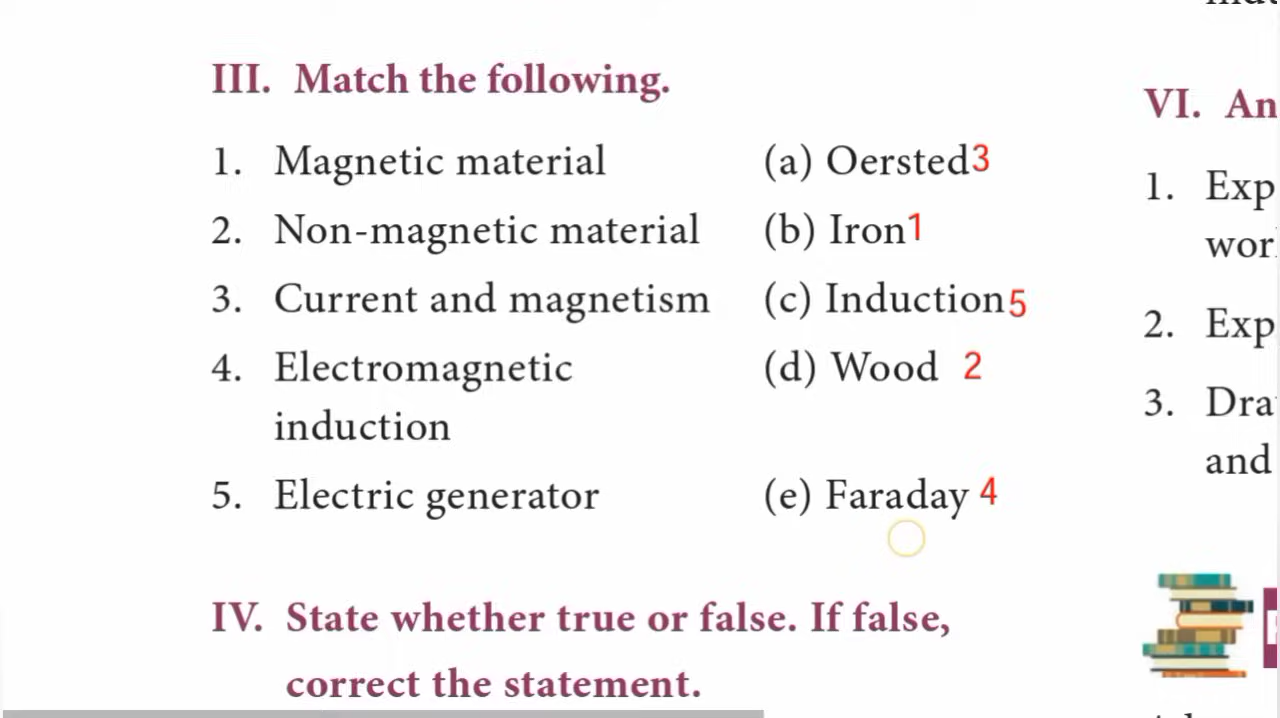 III. Match the following.
1. Magnetic material (a) Oersted 3
2. Non-magnetic material (b) Iron 1
3. Current and magnetism (c) Induction 5
4. Electromagnetic (d) Wood 2
induction
5. Electric generator (e) Faraday 4
IV. State whether true or false. If false,
correct the statement.
VI. An
1. Exp
wor
2. Exp
3. Dra
and